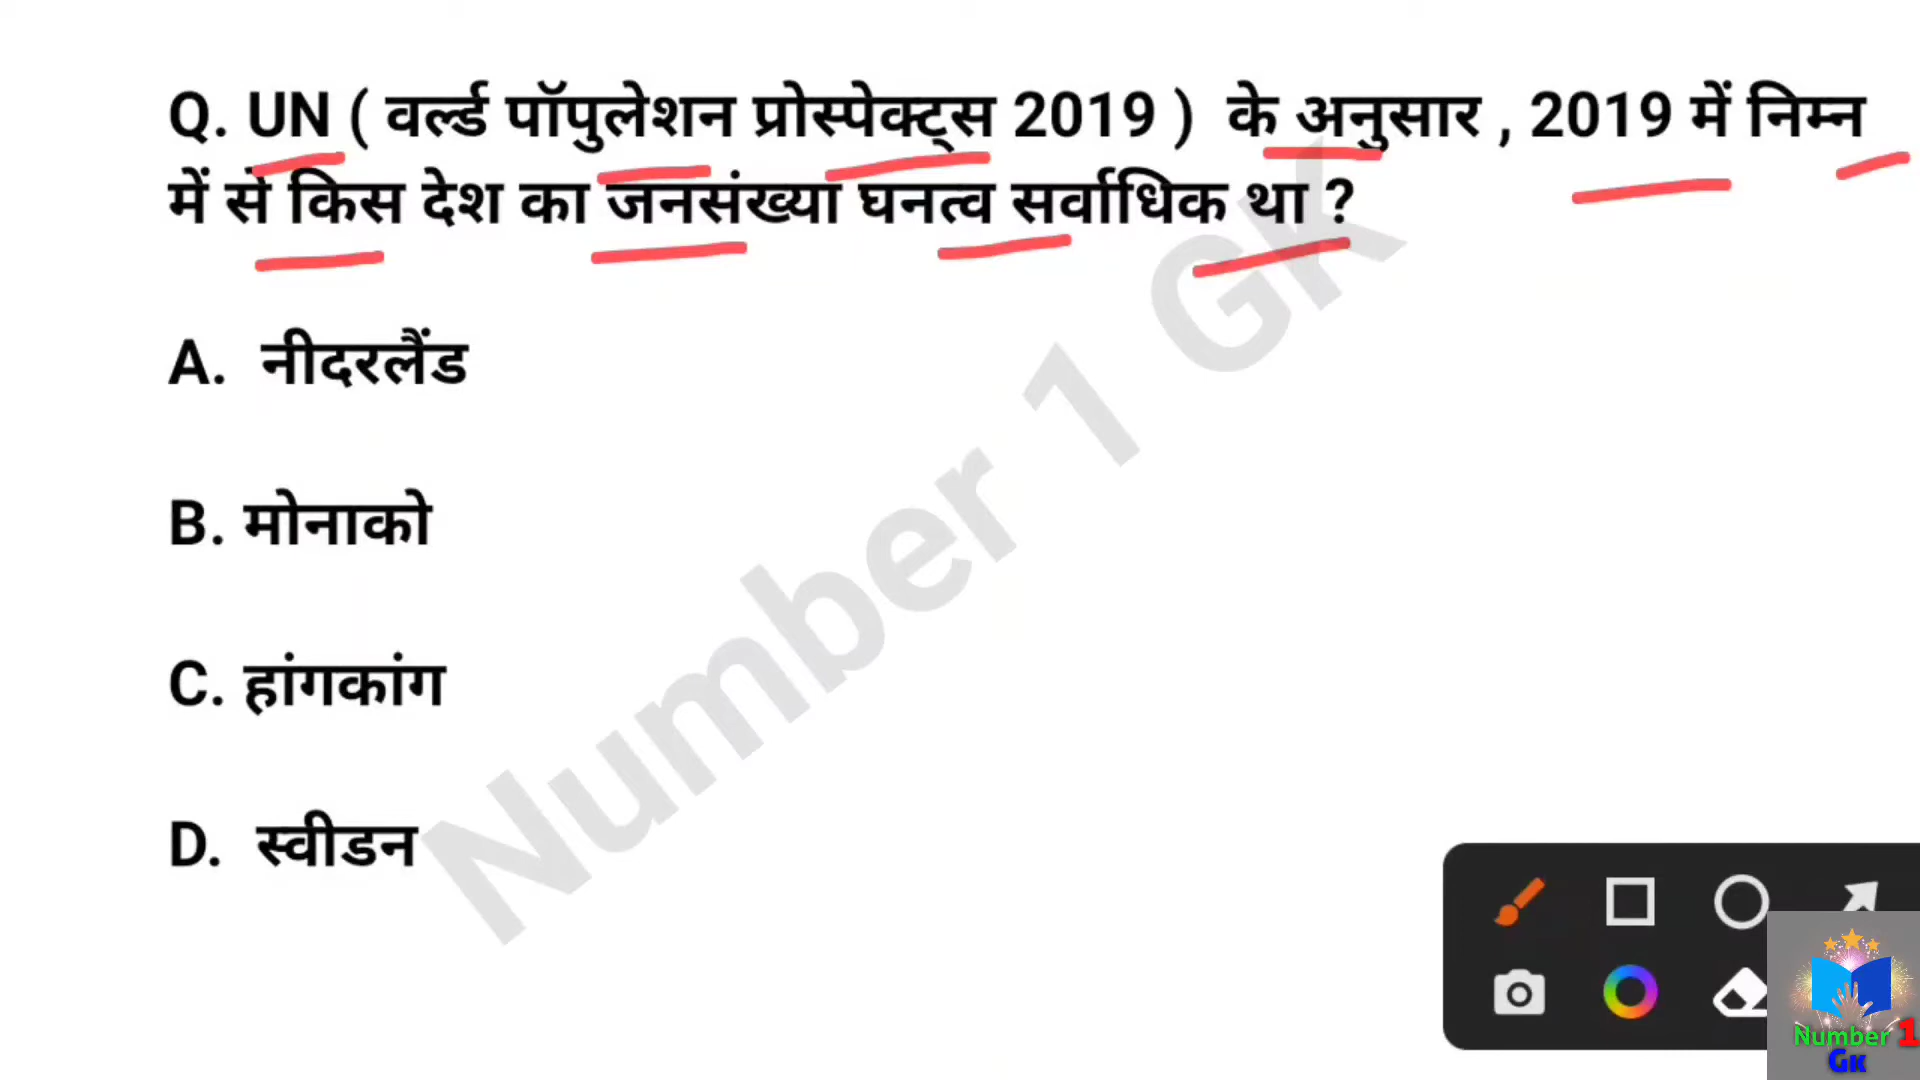 Q. UN ( वर्ल्ड पॉपुलेशन प्रोस्पेक्ट्स 2019 ) के अनुसार , 2019 में निम्न
में से किस देश का जनसंख्या घनत्व सर्वाधिक था ?
A. नीदरलैंड
B. मोनाको
C. हांगकांग
D. स्वीडन
Number 1 GK
Number 1
GK